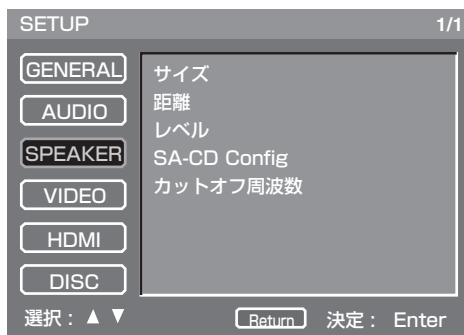 SETUP 1/1
GENERAL
AUDIO
SPEAKER
VIDEO
HDMI
DISC
サイズ
距離
レベル
SA-CD Config
カットオフ周波数
選択： ▲ ▼ Return 決定： Enter